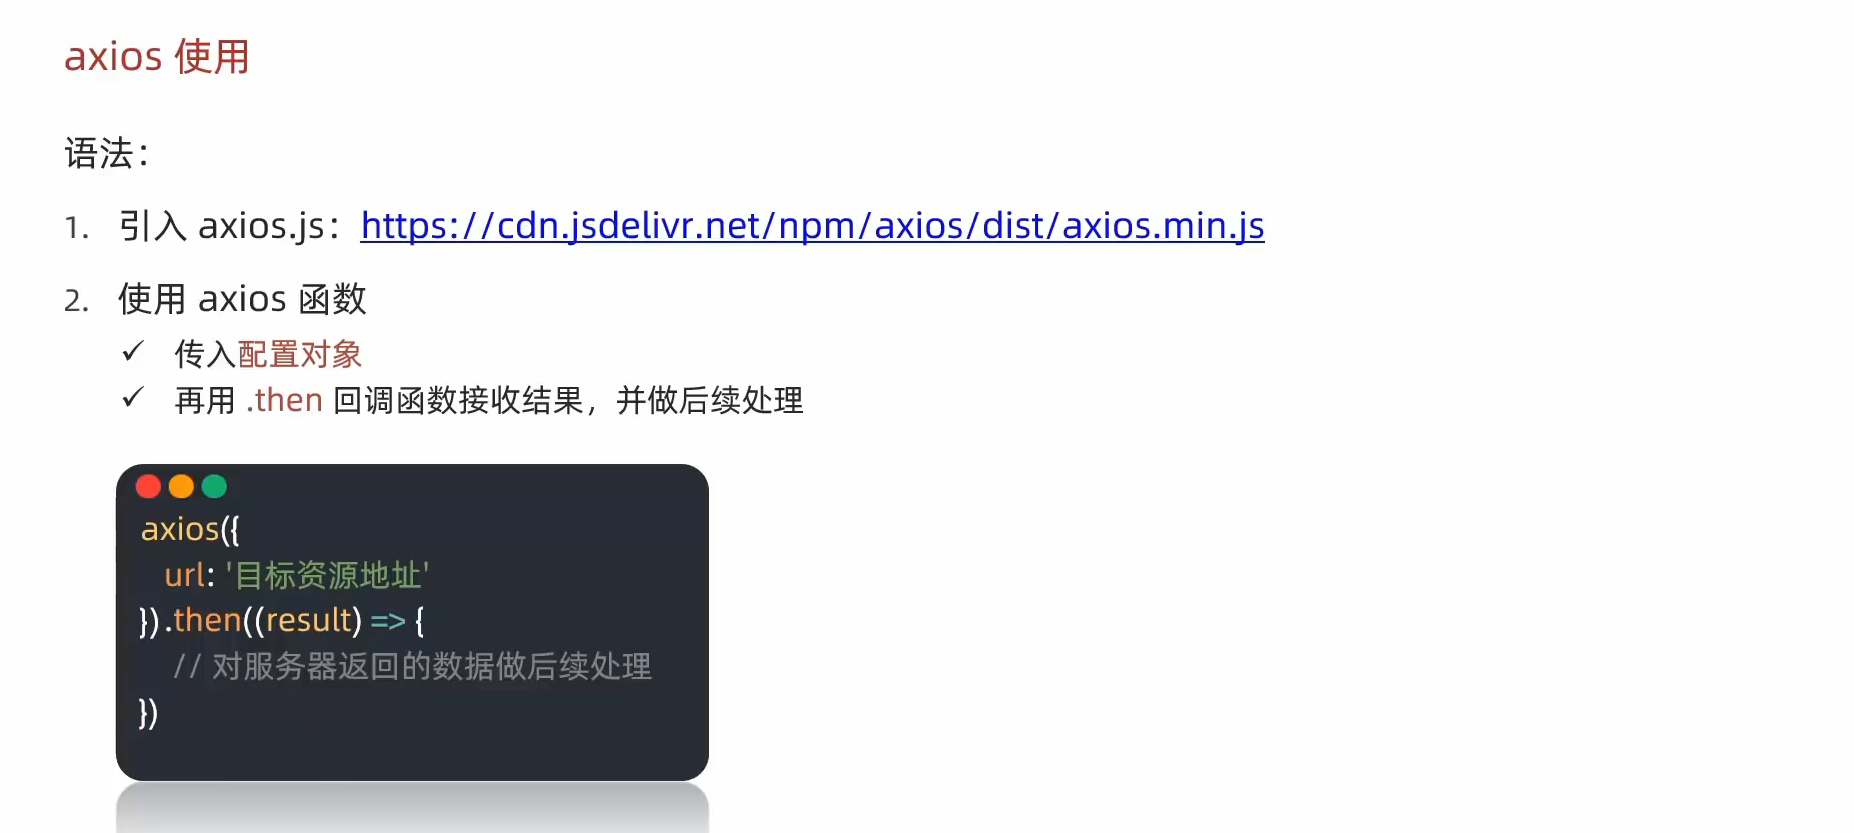 axios 使用
语法：
1. 引入 axios.js：https://cdn.jsdelivr.net/npm/axios/dist/axios.min.js
2. 使用 axios 函数
✓ 传入配置对象
✓ 再用 .then 回调函数接收结果，并做后续处理
axios({
url: '目标资源地址'
}).then((result) => {
// 对服务器返回的数据做后续处理
})